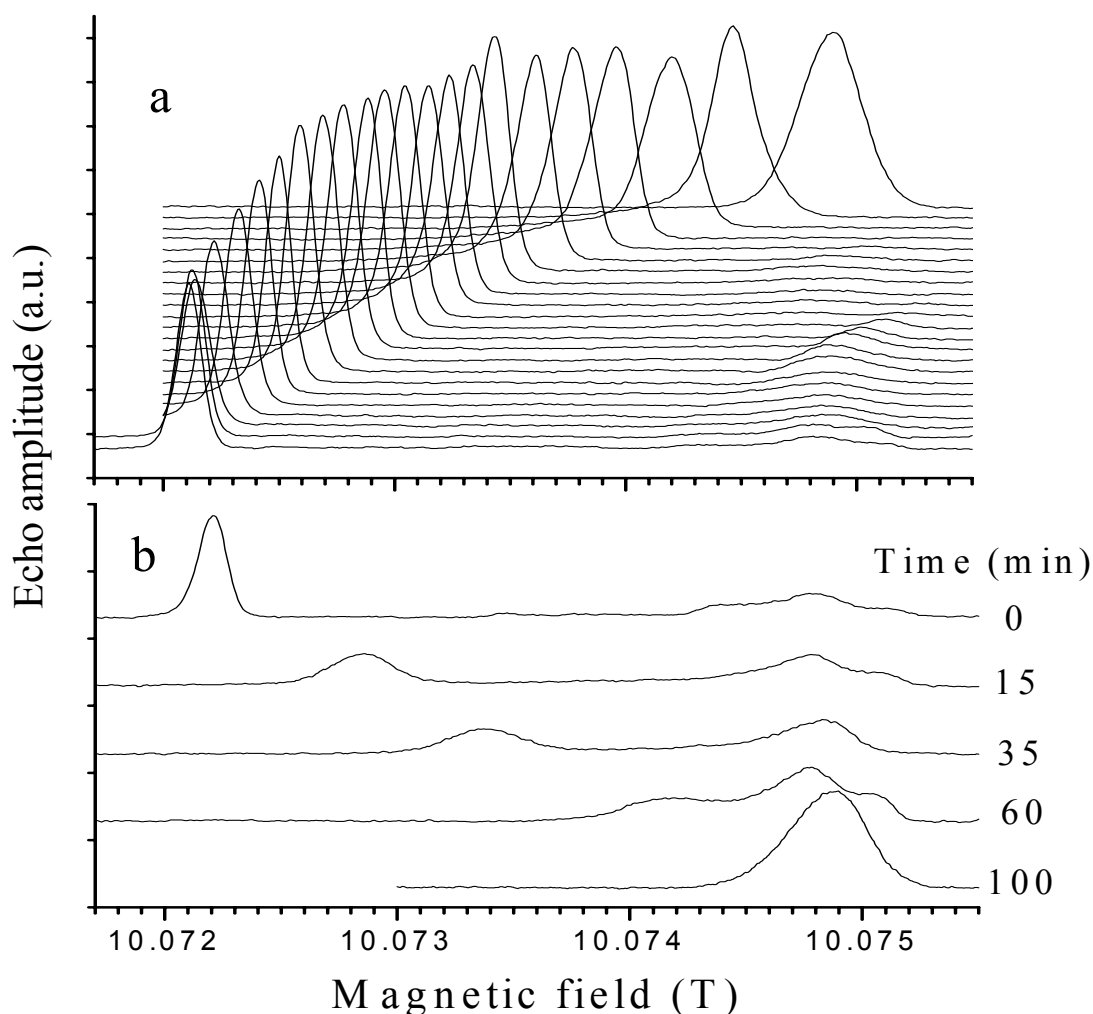 a
Echo amplitude (a.u.)
b
Time (min)
0
15
35
60
100
10.072 10.073 10.074 10.075
Magnetic field (T)